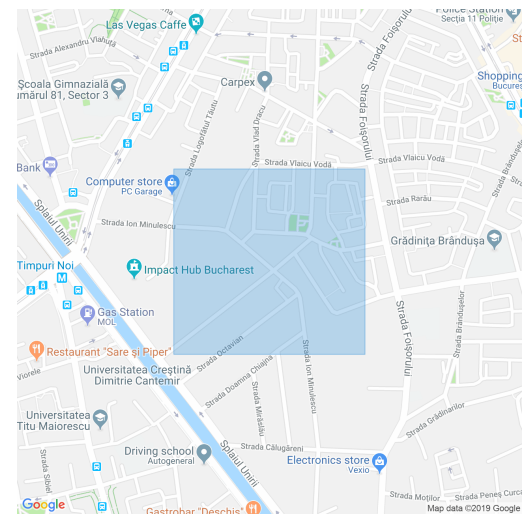 Las Vegas Caffe
Police Station
Secția 11 Poliție
Strada Alexandru Vlahuță
Strada Foișorului
Carpex
Școala Gimnazială
umărul 81, Sector 3
Shopping
Bucure
Strada Logofătul Tăutu
Strada Vlad Dracu
Strada Foișorului
Strada Vlaicu Vodă
Strada Vlaicu Vodă
Bank
Computer store
PC Garage
Strada Rarău
Splaiul Unirii
Strada Ion Minulescu
Grădinița Brândușa
Timpuri Noi
Impact Hub Bucharest
Gas Station
MOL
Strada Brândușelor
Strada Foișorului
Restaurant "Sare și Piper"
Strada Octavian
Strada Ion Minulescu
Viorele
Universitatea Creștină
Dimitrie Cantemir
Strada Doamna Chiajna
Strada Mirăslău
Strada Grădinarilor
Universitatea
Titu Maiorescu
Driving school
Autogeneral
Strada Călugăreni
Splaiul Unirii
Electronics store
Vexio
Strada Sibiel
Strada Moților
Strada Peneș Curca
Google
Gastrobar "Deschis"
Map data ©2019 Google